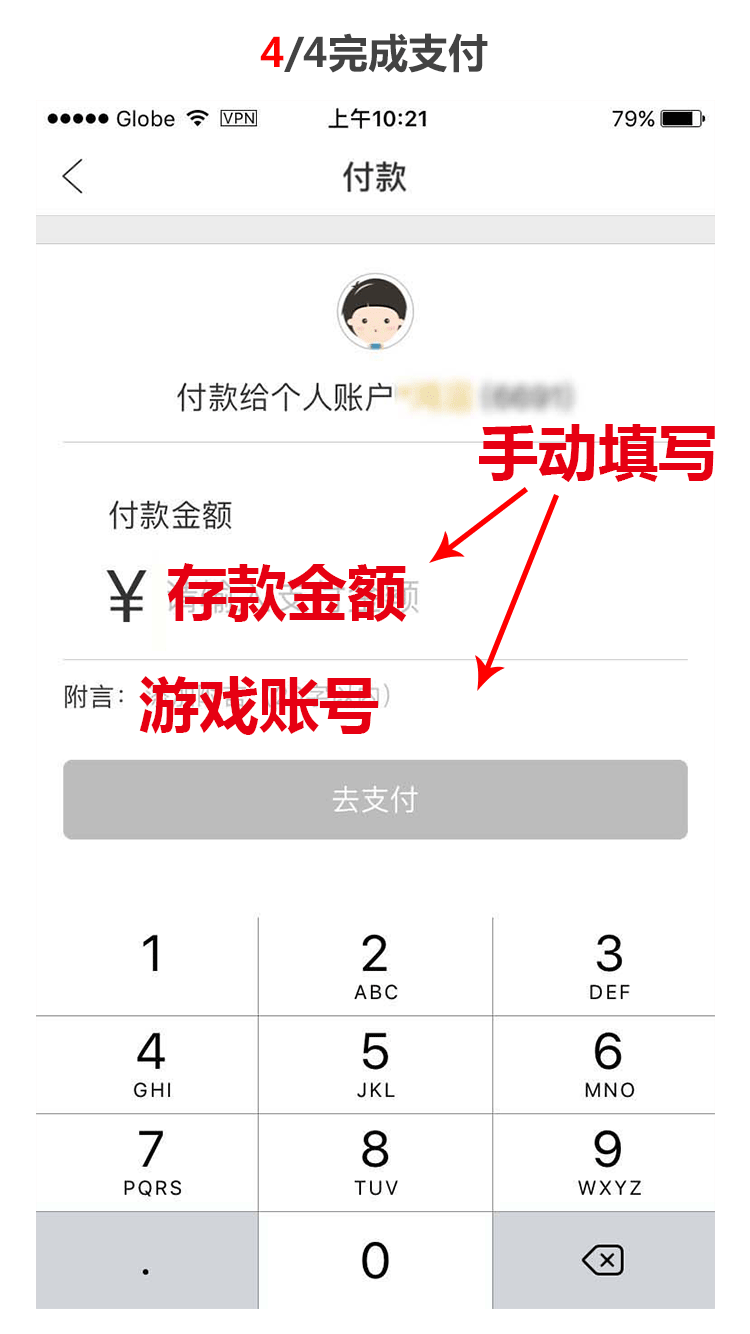 4/4完成支付
Globe VPN 上午10:21 79%
付款
付款给个人账户
手动填写
付款金额
¥ 存款金额
附言： 游戏账号
去支付
1 2 3
ABC DEF
4 5 6
GHI JKL MNO
7 8 9
PQRS TUV WXYZ
. 0